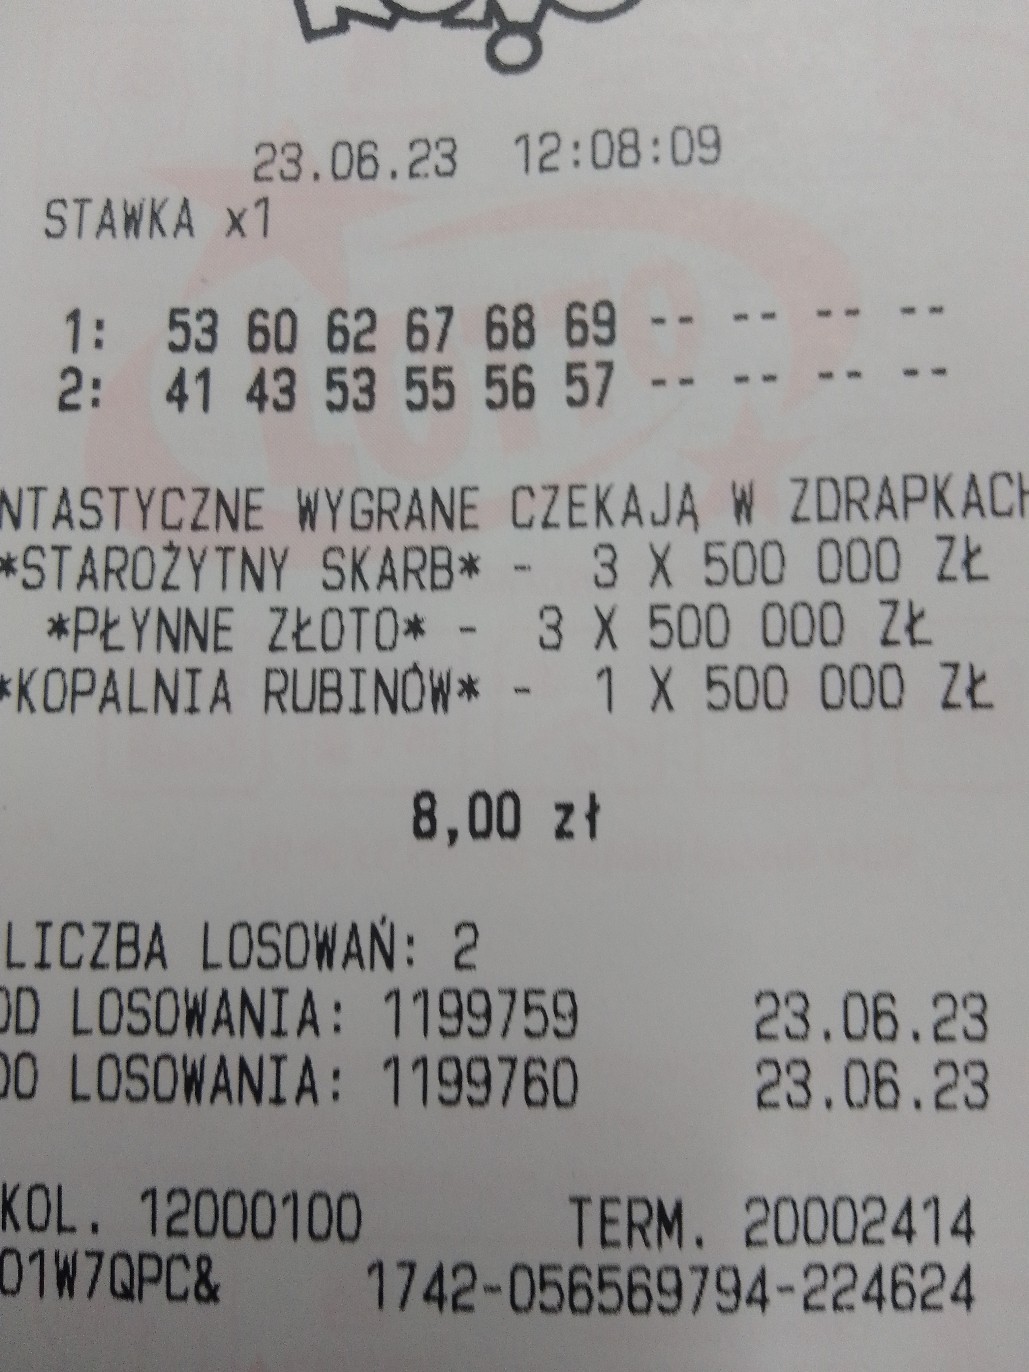 23.06.23 12:08:09
STAWKA x1
1: 53 60 62 67 68 69 -- -- -- --
2: 41 43 53 55 56 57 -- -- -- --
NTASTYCZNE WYGRANE CZEKAJĄ W ZDRAPKACH
*STAROŻYTNY SKARB* - 3 X 500 000 ZŁ
*PŁYNNE ZŁOTO* - 3 X 500 000 ZŁ
*KOPALNIA RUBINÓW* - 1 X 500 000 ZŁ
8,00 zł
LICZBA LOSOWAŃ: 2
OD LOSOWANIA: 1199759 23.06.23
DO LOSOWANIA: 1199760 23.06.23
KOL. 12000100 TERM. 20002414
01W7QPC& 1742-056569794-224624